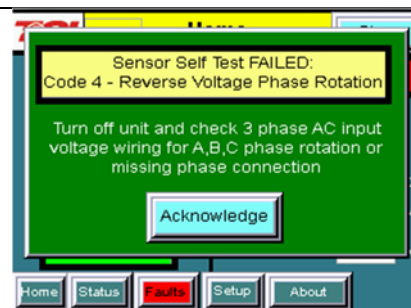 Sensor Self Test FAILED:
Code 4 - Reverse Voltage Phase Rotation
Turn off unit and check 3 phase AC input
voltage wiring for A,B,C phase rotation or
missing phase connection
Acknowledge
Home Status Faults Setup About